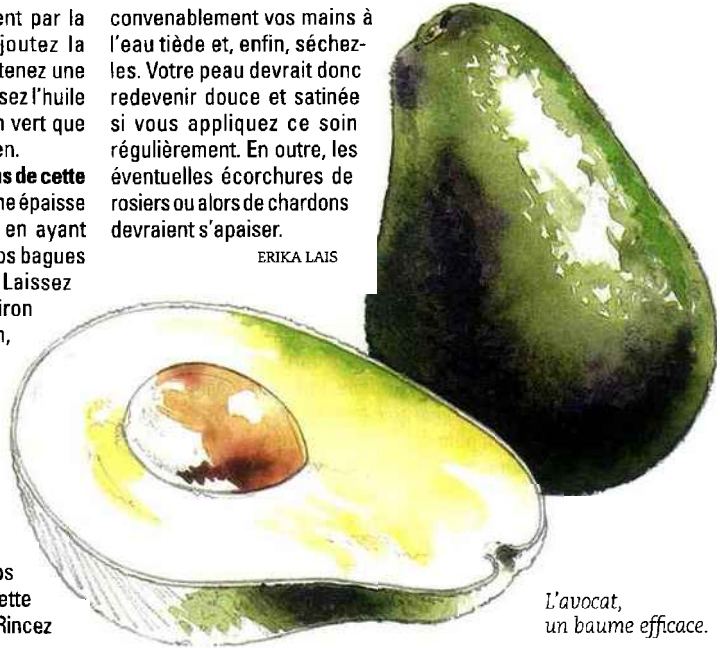 ent par la
joutez la
tenez une
sez l'huile
n vert que
en.
us de cette
ne épaisse
en ayant
os bagues
Laissez
iron
n,
os
ette
Rincez
convenablement vos mains à
l'eau tiède et, enfin, séchez-
les. Votre peau devrait donc
redevenir douce et satinée
si vous appliquez ce soin
régulièrement. En outre, les
éventuelles écorchures de
rosiers ou alors de chardons
devraient s'apaiser.
ERIKA LAIS
L'avocat,
un baume efficace.